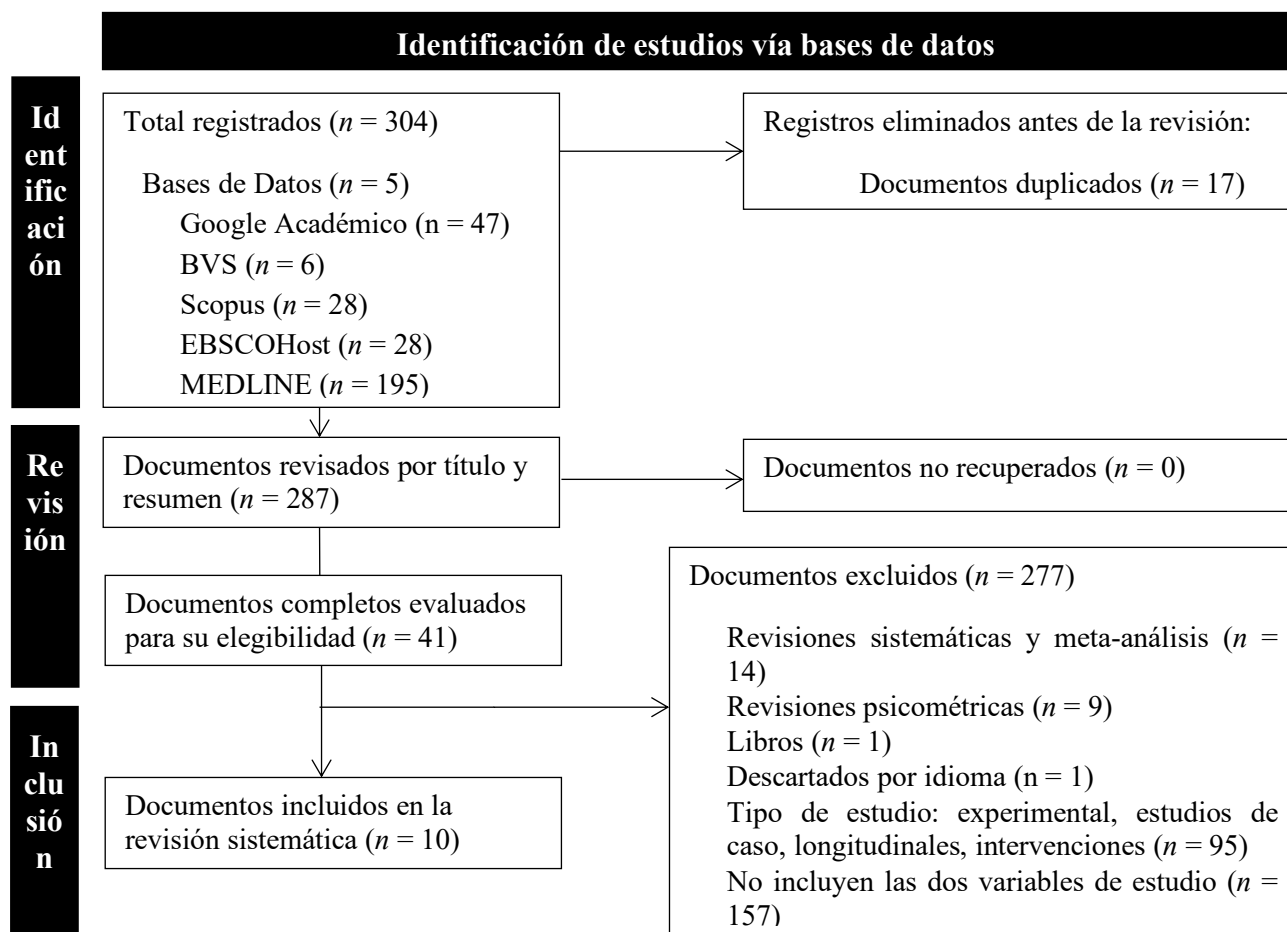 Identificación de estudios vía bases de datos
Id
ent
ific
aci
ón
Total registrados (n = 304)
Bases de Datos (n = 5)
Google Académico (n = 47)
BVS (n = 6)
Scopus (n = 28)
EBSCOHost (n = 28)
MEDLINE (n = 195)
Registros eliminados antes de la revisión:
Documentos duplicados (n = 17)
Re
vis
ión
Documentos revisados por título y
resumen (n = 287)
Documentos no recuperados (n = 0)
Documentos completos evaluados
para su elegibilidad (n = 41)
Documentos excluidos (n = 277)
Revisiones sistemáticas y meta-análisis (n =
14)
Revisiones psicométricas (n = 9)
Libros (n = 1)
Descartados por idioma (n = 1)
Tipo de estudio: experimental, estudios de
caso, longitudinales, intervenciones (n = 95)
No incluyen las dos variables de estudio (n =
157)
In
clu
sió
n
Documentos incluidos en la
revisión sistemática (n = 10)